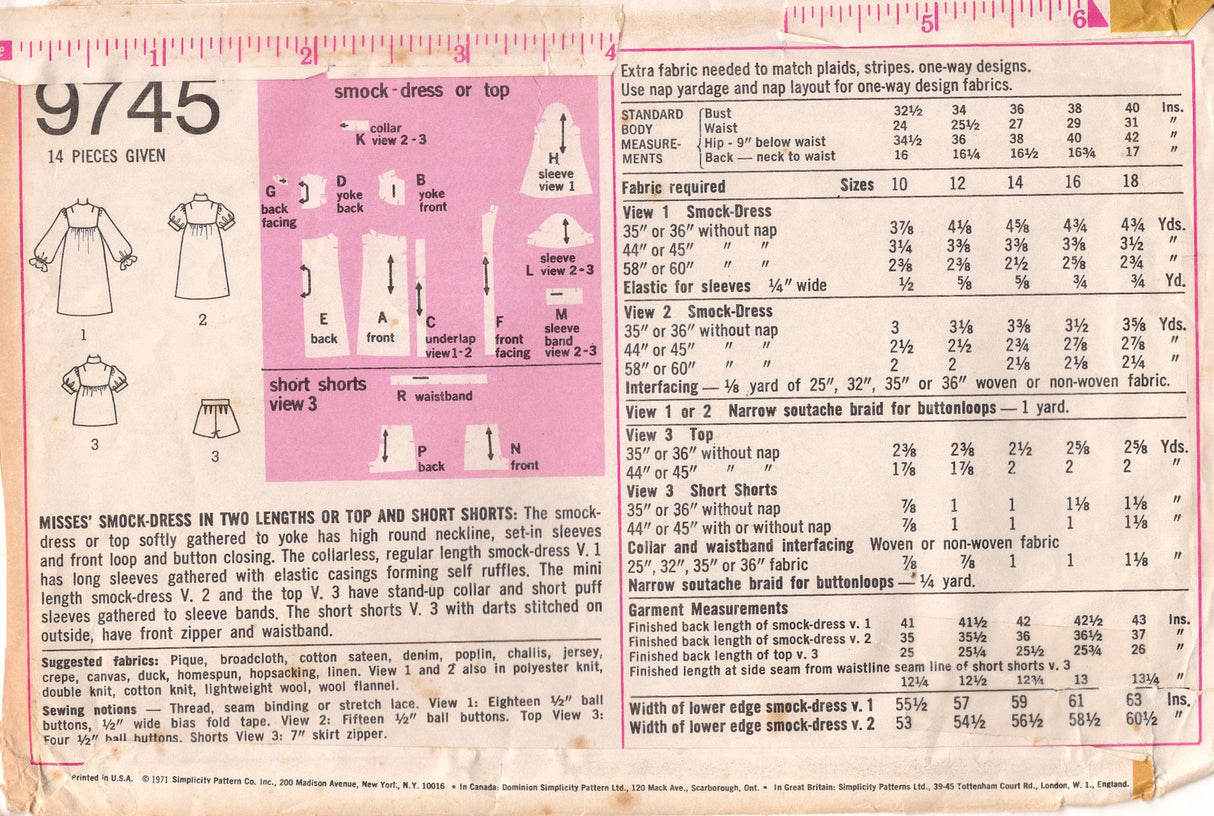 1 2 3 4
5 6
9745
14 PIECES GIVEN
1
2
3
3
smock-dress or top
collar
K view 2-3
H
sleeve
view 1
G
back
facing
D
yoke
back
B
yoke
front
sleeve
L view 2-3
E
back
A
front
C
underlap
view 1-2
F
front
facing
M
sleeve
band
view 2-3
short shorts
view 3
R waistband
P
back
N
front
MISSES' SMOCK-DRESS IN TWO LENGTHS OR TOP AND SHORT SHORTS: The smock-
dress or top softly gathered to yoke has high round neckline, set-in sleeves
and front loop and button closing. The collarless, regular length smock-dress V. 1
has long sleeves gathered with elastic casings forming self ruffles. The mini
length smock-dress V. 2 and the top V. 3 have stand-up collar and short puff
sleeves gathered to sleeve bands. The short shorts V. 3 with darts stitched on
outside, have front zipper and waistband.
Suggested fabrics: Pique, broadcloth, cotton sateen, denim, poplin, challis, jersey,
crepe, canvas, duck, homespun, hopsacking, linen. View 1 and 2 also in polyester knit,
double knit, cotton knit, lightweight wool, wool flannel.
Sewing notions — Thread, seam binding or stretch lace. View 1: Eighteen ½" ball
buttons, ½" wide bias fold tape. View 2: Fifteen ½" ball buttons. Top View 3:
Four ½" ball buttons. Shorts View 3: 7" skirt zipper.
Extra fabric needed to match plaids, stripes. one-way designs.
Use nap yardage and nap layout for one-way design fabrics.
STANDARD BODY MEASURE-MENTS
Bust 32½ 34 36 38 40 Ins.
Waist 24 25½ 27 29 31 "
Hip - 9" below waist 34½ 36 38 40 42 "
Back — neck to waist 16 16¼ 16½ 16¾ 17 "
Fabric required Sizes 10 12 14 16 18
View 1 Smock-Dress
35" or 36" without nap 3⅞ 4⅛ 4⅝ 4¾ 4¾ Yds.
44" or 45" " " 3¼ 3⅜ 3⅜ 3⅜ 3½ "
58" or 60" " " 2⅜ 2⅜ 2½ 2⅝ 2¾ "
Elastic for sleeves ¼" wide ½ ⅝ ⅝ ¾ ¾ Yd.
View 2 Smock-Dress
35" or 36" without nap 3 3⅛ 3⅜ 3½ 3⅝ Yds.
44" or 45" " " 2½ 2½ 2¾ 2⅞ 2⅞ "
58" or 60" " " 2 2 2⅛ 2⅛ 2¼ "
Interfacing — ⅛ yard of 25", 32", 35" or 36" woven or non-woven fabric.
View 1 or 2 Narrow soutache braid for buttonloops — 1 yard.
View 3 Top
35" or 36" without nap 2⅜ 2⅜ 2½ 2⅝ 2⅝ Yds.
44" or 45" " " 1⅞ 1⅞ 2 2 2 "
View 3 Short Shorts
35" or 36" without nap ⅞ 1 1 1⅛ 1⅛ "
44" or 45" with or without nap ⅞ 1 1 1 1⅛ "
Collar and waistband interfacing Woven or non-woven fabric
25", 32", 35" or 36" fabric ⅞ ⅞ 1 1 1⅛ "
Narrow soutache braid for buttonloops — ¼ yard.
Garment Measurements
Finished back length of smock-dress v. 1 41 41½ 42 42½ 43 Ins.
Finished back length of smock-dress v. 2 35 35½ 36 36½ 37 "
Finished back length of top v. 3 25 25¼ 25½ 25¾ 26 "
Finished length at side seam from waistline seam line of short shorts v. 3
12¼ 12½ 12¾ 13 13¼ "
Width of lower edge smock-dress v. 1 55½ 57 59 61 63 Ins.
Width of lower edge smock-dress v. 2 53 54½ 56½ 58½ 60½ "
Printed in U.S.A. © 1971 Simplicity Pattern Co. Inc., 200 Madison Avenue, New York, N.Y. 10016 • In Canada: Dominion Simplicity Pattern Ltd., 120 Mack Ave., Scarborough, Ont. • In Great Britain: Simplicity Patterns Ltd., 39-45 Tottenham Court Rd., London, W. 1., England.